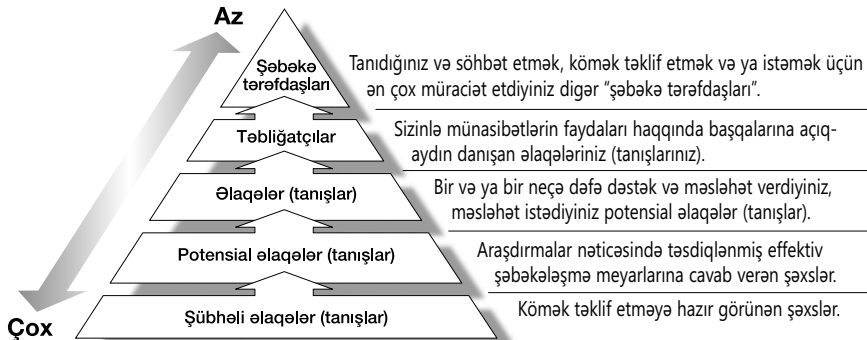 Az
Şəbəkə
tərəfdaşları
Tanıdığınız və söhbət etmək, kömək təklif etmək və ya istəmək üçün
ən çox müraciət etdiyiniz digər “şəbəkə tərəfdaşları”.
Təbliğatçılar
Sizinlə münasibətlərin faydaları haqqında başqalarına açıq-
aydın danışan əlaqələriniz (tanışlarınız).
Əlaqələr (tanışlar)
Bir və ya bir neçə dəfə dəstək və məsləhət verdiyiniz,
məsləhət istədiyiniz potensial əlaqələr (tanışlar).
Potensial əlaqələr (tanışlar)
Araşdırmalar nəticəsində təsdiqlənmiş effektiv
şəbəkələşmə meyarlarına cavab verən şəxslər.
Şübhəli əlaqələr (tanışlar)
Kömək təklif etməyə hazır görünən şəxslər.
Çox